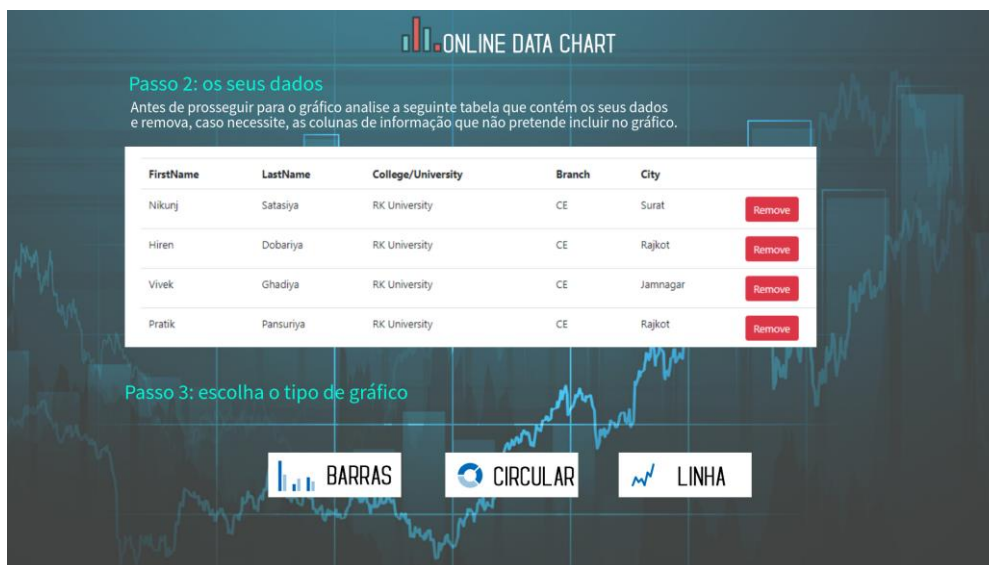 ONLINE DATA CHART
Passo 2: os seus dados
Antes de prosseguir para o gráfico analise a seguinte tabela que contém os seus dados
e remova, caso necessite, as colunas de informação que não pretende incluir no gráfico.
FirstName LastName College/University Branch City
Nikunj Satasiya RK University CE Surat Remove
Hiren Dobariya RK University CE Rajkot Remove
Vivek Ghadiya RK University CE Jamnagar Remove
Pratik Pansuriya RK University CE Rajkot Remove
Passo 3: escolha o tipo de gráfico
BARRAS CIRCULAR LINHA